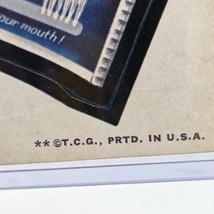 our mouth!
** ©T.C.G., PRTD. IN U.S.A.